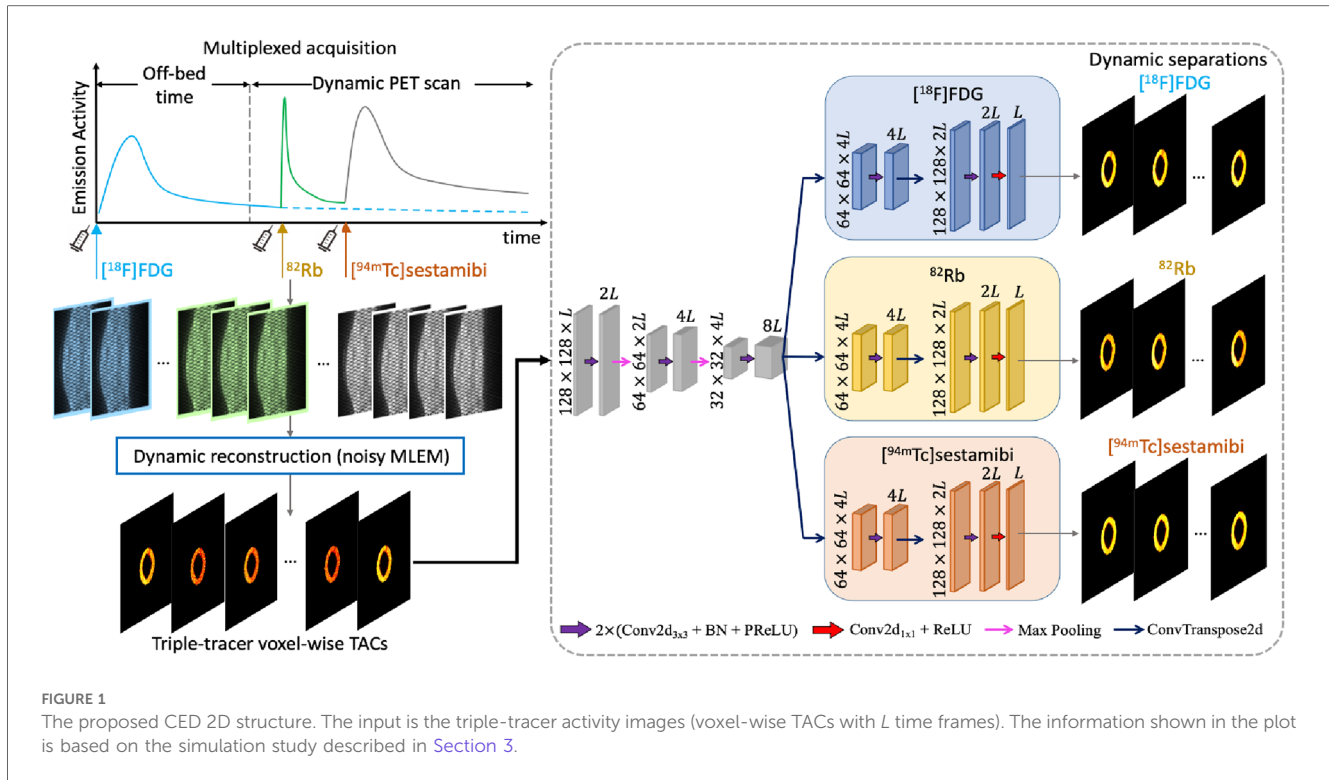 Multiplexed acquisition
Off-bed
time
Dynamic PET scan
Emission Activity
time
[¹⁸F]FDG
⁸²Rb
[⁹⁴ᵐTc]sestamibi
...
...
Dynamic reconstruction (noisy MLEM)
...
Triple-tracer voxel-wise TACs
128 × 128 × L
2L
64 × 64 × 2L
4L
32 × 32 × 4L
8L
[¹⁸F]FDG
64 × 64 × 4L
4L
128 × 128 × 2L
2L
L
⁸²Rb
64 × 64 × 4L
4L
128 × 128 × 2L
2L
L
[⁹⁴ᵐTc]sestamibi
64 × 64 × 4L
4L
128 × 128 × 2L
2L
L
Dynamic separations
[¹⁸F]FDG
...
⁸²Rb
...
[⁹⁴ᵐTc]sestamibi
...
2×(Conv2d₃ₓ₃ + BN + PReLU)
Conv2d₁ₓ₁ + ReLU
Max Pooling
ConvTranspose2d
FIGURE 1
The proposed CED 2D structure. The input is the triple-tracer activity images (voxel-wise TACs with L time frames). The information shown in the plot
is based on the simulation study described in Section 3.